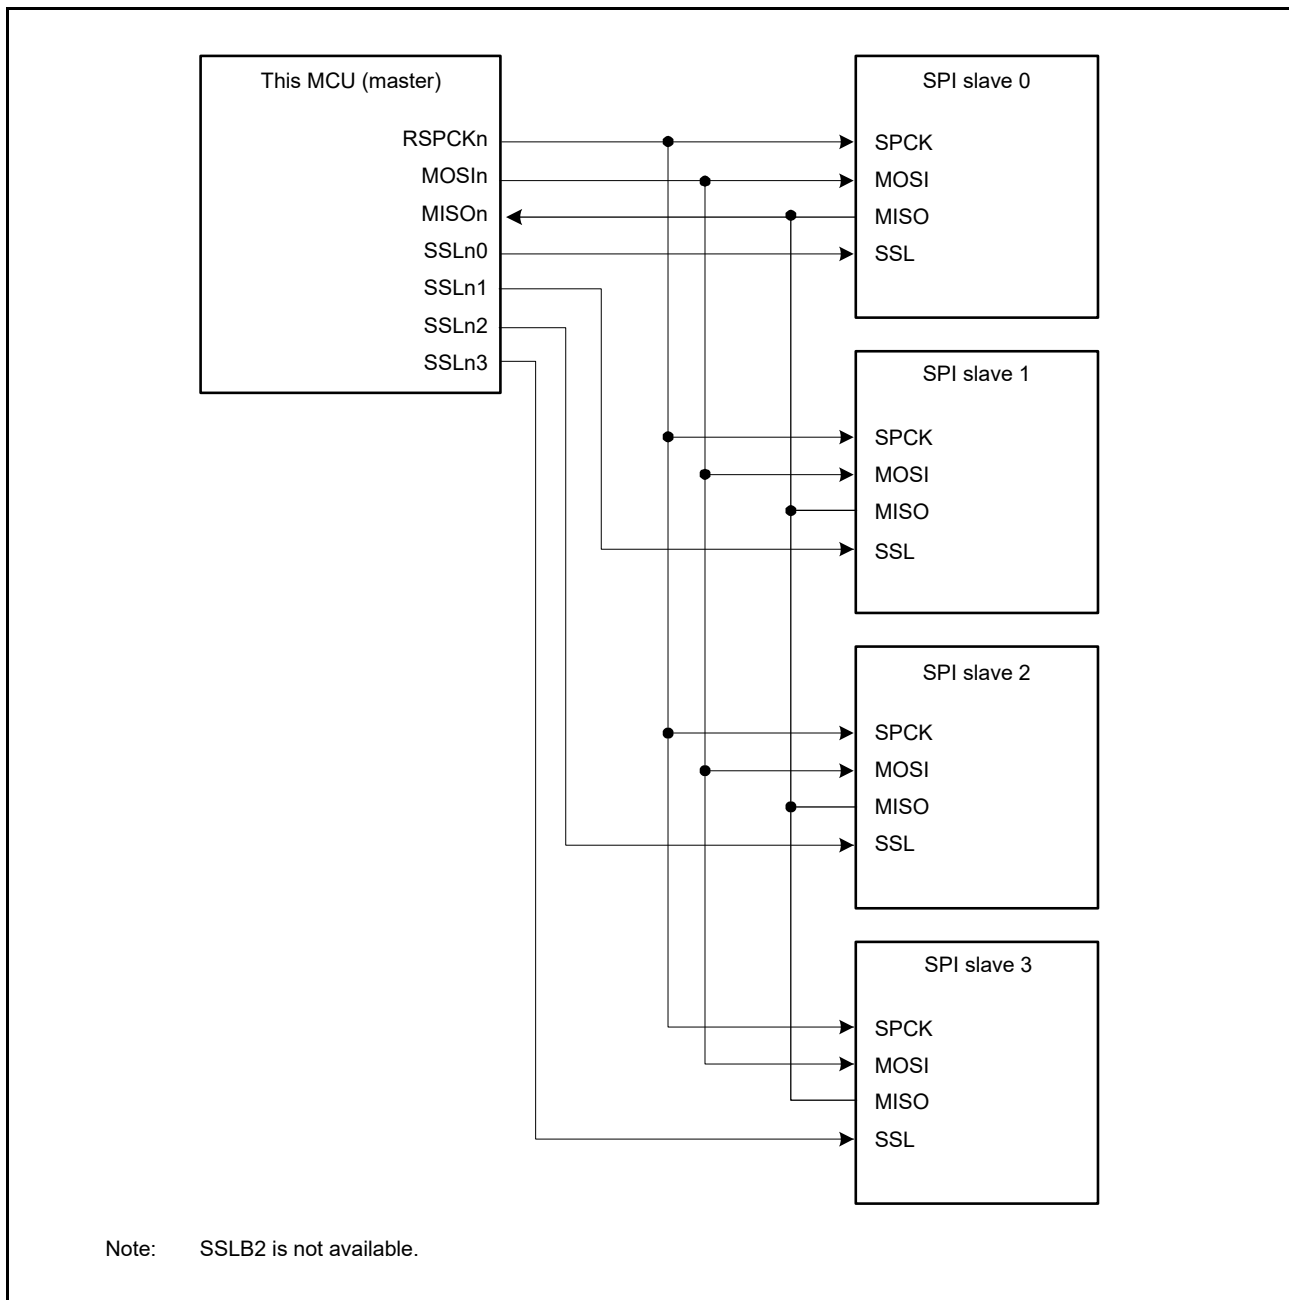 This MCU (master)
RSPCKn
MOSIn
MISOn
SSLn0
SSLn1
SSLn2
SSLn3
SPI slave 0
SPCK
MOSI
MISO
SSL
SPI slave 1
SPCK
MOSI
MISO
SSL
SPI slave 2
SPCK
MOSI
MISO
SSL
SPI slave 3
SPCK
MOSI
MISO
SSL
Note: SSLB2 is not available.